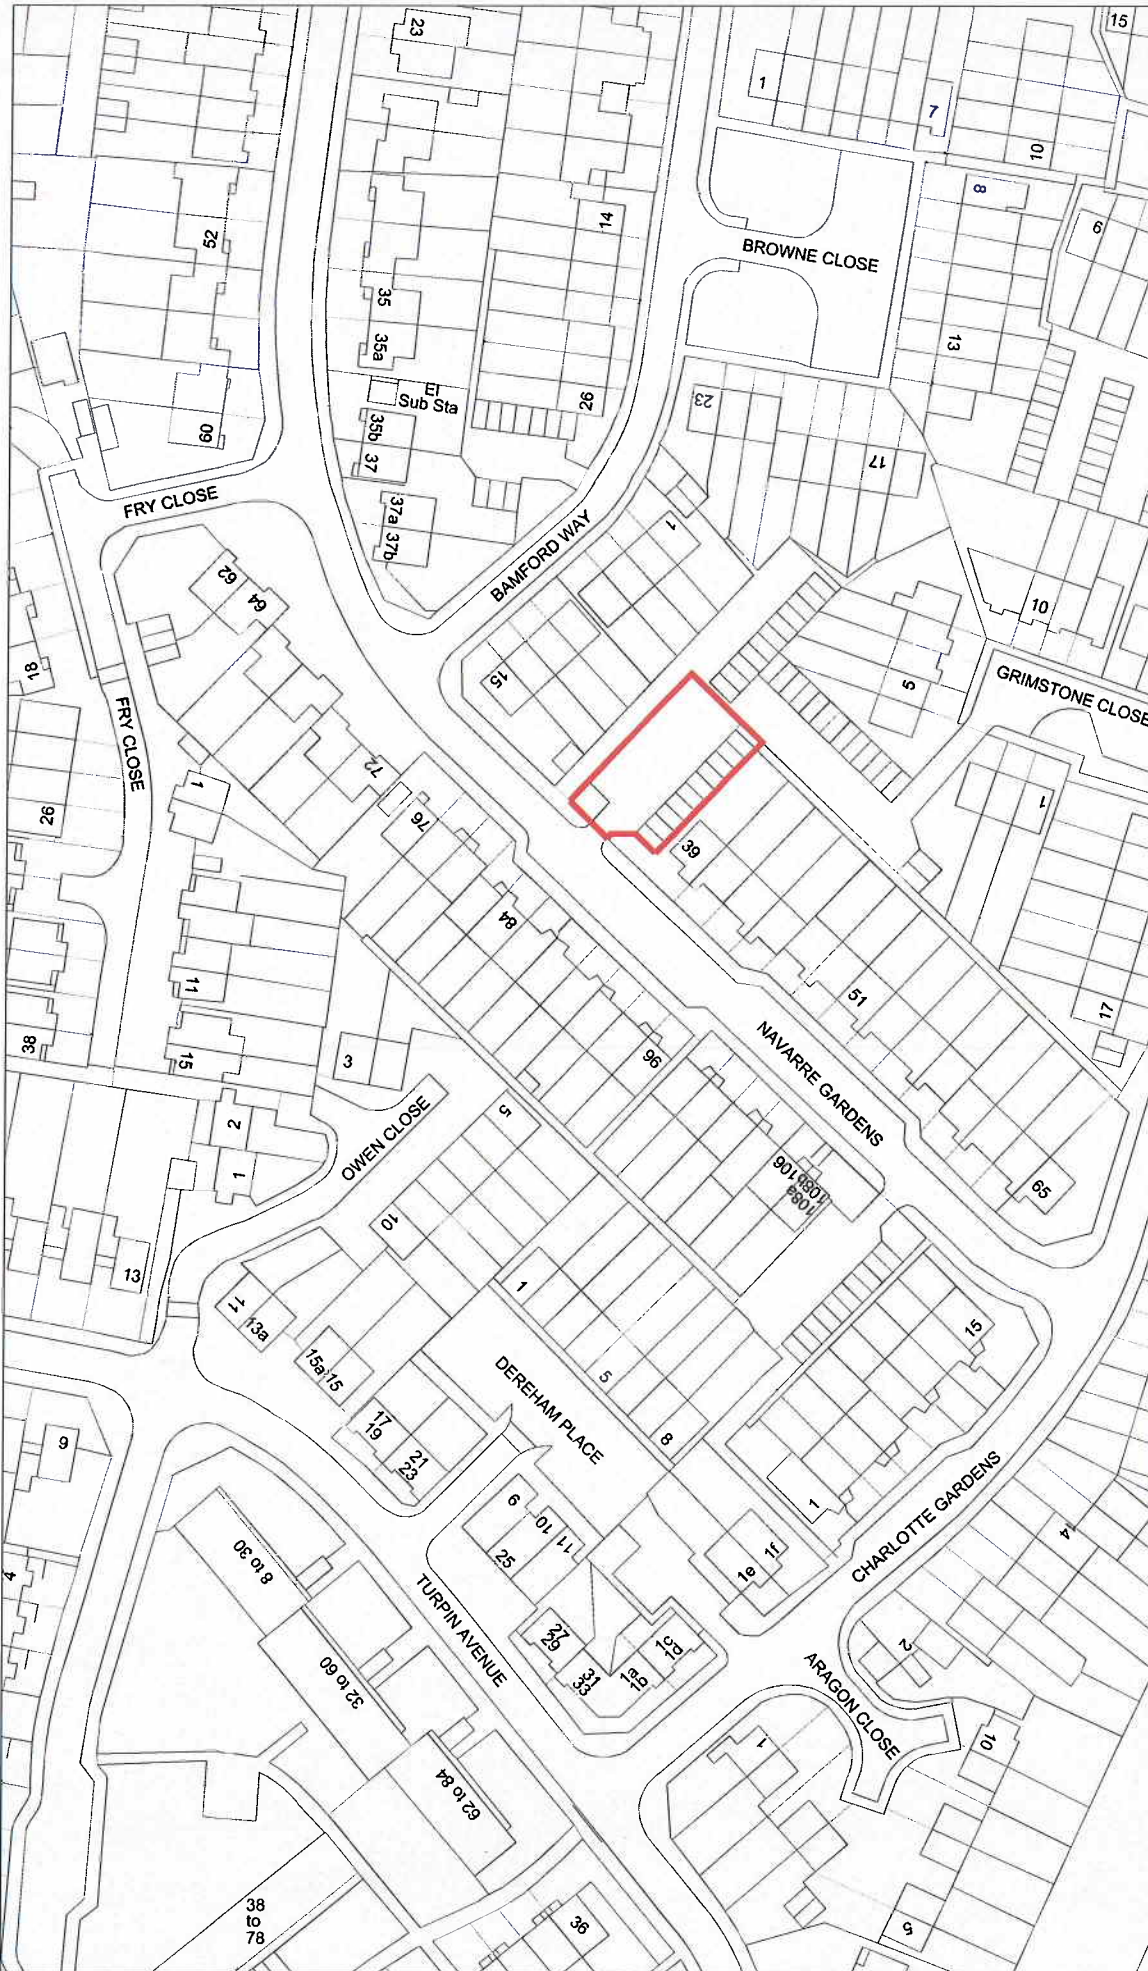 15
23
1
7
10
8
6
14
52
BROWNE CLOSE
35
35a
13
El
Sub Sta
26
23
60
35b
37
17
FRY CLOSE
37a
37b
1
BAMFORD WAY
62
64
10
18
15
5
GRIMSTONE CLOSE
FRY CLOSE
72
1
26
76
1
39
84
11
51
17
38
15
3
96
NAVARRE GARDENS
5
2
OWEN CLOSE
1
106
108b
108a
65
10
13
1
11
13a
15
15a
15
DEREHAM PLACE
5
17
19
8
21
23
9
9
10
11
1
14
25
CHARLOTTE GARDENS
8 to 30
1f
1e
4
TURPIN AVENUE
27
29
1c
1d
2
31
33
1a
1b
32 to 60
ARAGON CLOSE
1
10
62 to 84
38
to
78
36
5